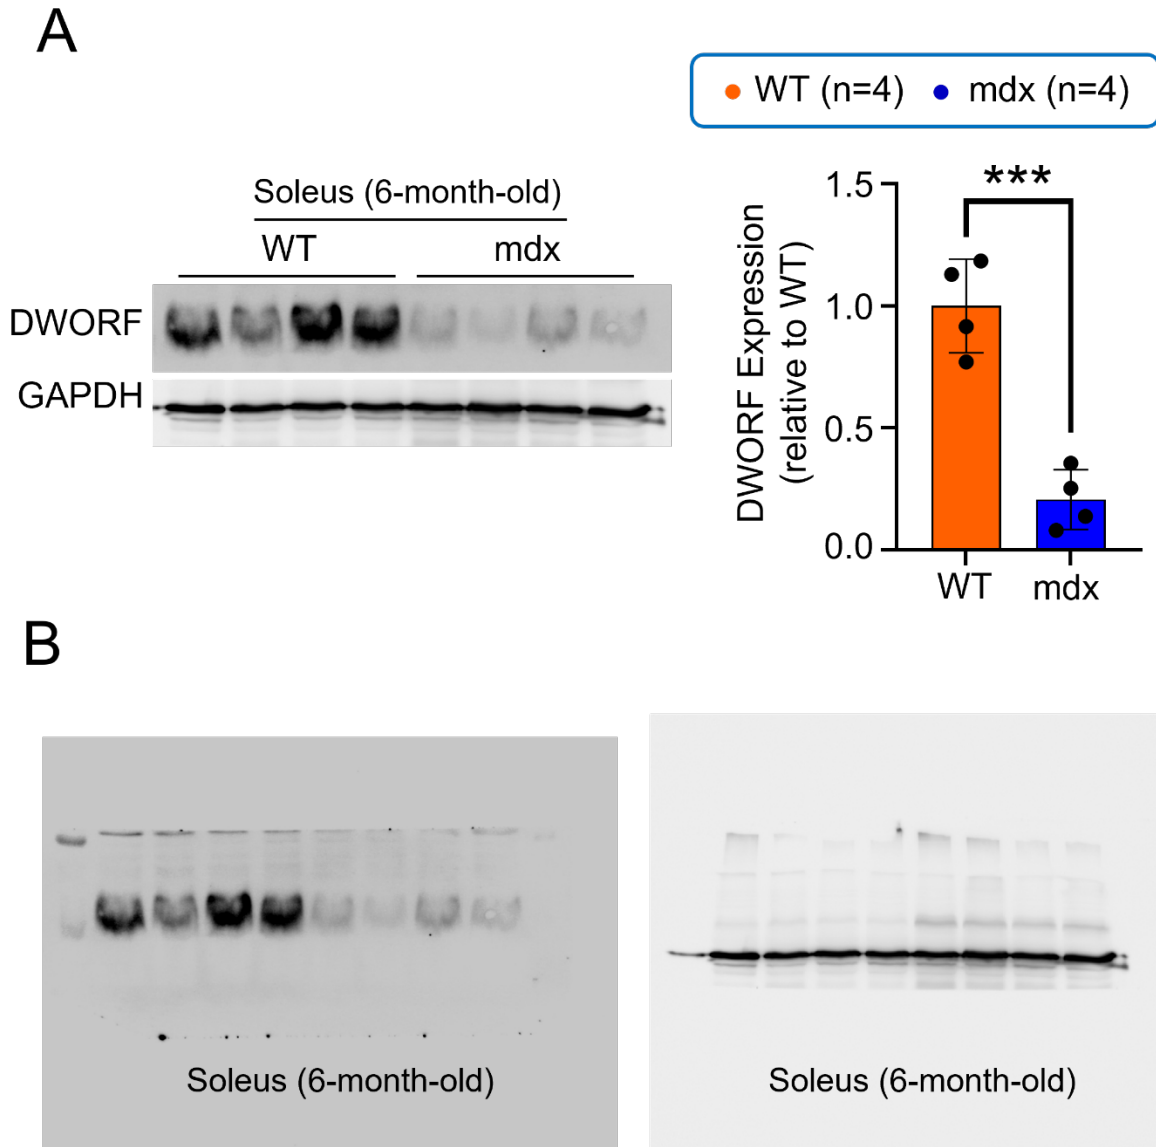 A
WT (n=4) mdx (n=4)
Soleus (6-month-old)
WT mdx
DWORF
GAPDH
DWORF Expression
(relative to WT)
1.5
1.0
0.5
0.0
***
WT mdx
B
Soleus (6-month-old)
Soleus (6-month-old)